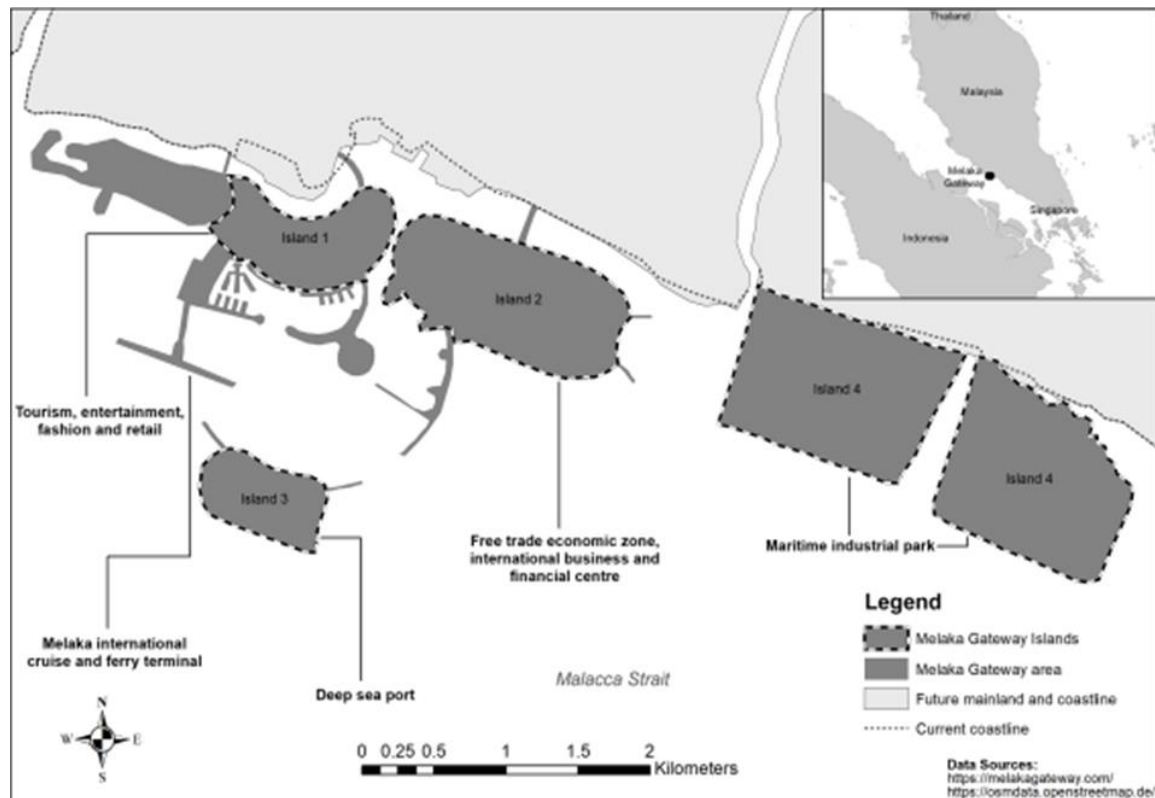 Thailand
Malaysia
Melaka
Gateway
Singapore
Indonesia
Island 1
Island 2
Island 4
Island 4
Island 3
Tourism, entertainment,
fashion and retail
Free trade economic zone,
international business and
financial centre
Maritime industrial park
Melaka international
cruise and ferry terminal
Deep sea port
Malacca Strait
Legend
Melaka Gateway Islands
Melaka Gateway area
Future mainland and coastline
Current coastline
N
W
E
S
0 0.25 0.5 1 1.5 2
Kilometers
Data Sources:
https://melakagateway.com/
https://osmdata.openstreetmap.de/